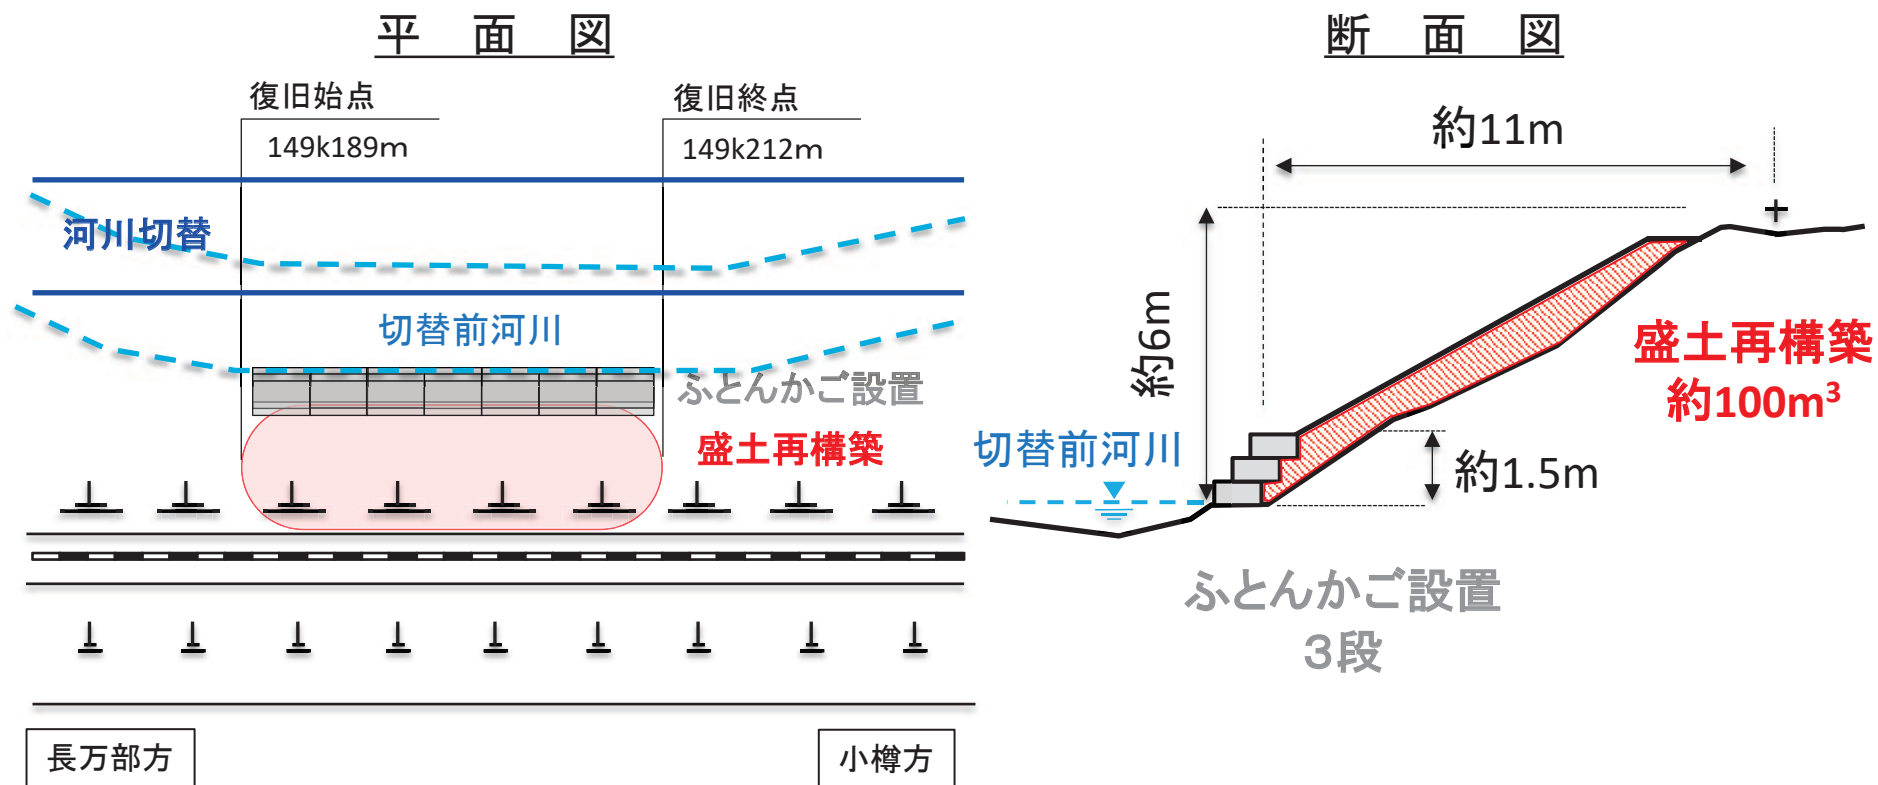 平　面　図
復旧始点
149k189m
復旧終点
149k212m
河川切替
切替前河川
ふとんかご設置
盛土再構築
長万部方
小樽方
断　面　図
約11m
約6m
盛土再構築
約100m³
切替前河川
約1.5m
ふとんかご設置
３段